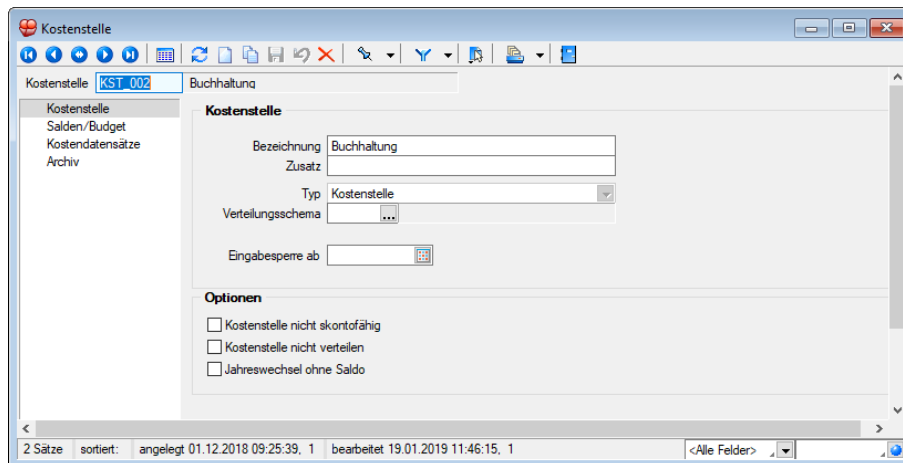 Kostenstelle
Kostenstelle KST_002 Buchhaltung
Kostenstelle
Salden/Budget
Kostendatensätze
Archiv
Kostenstelle
Bezeichnung Buchhaltung
Zusatz
Typ Kostenstelle
Verteilungsschema ...
Eingabesperre ab
Optionen
Kostenstelle nicht skontofähig
Kostenstelle nicht verteilen
Jahreswechsel ohne Saldo
2 Sätze sortiert: angelegt 01.12.2018 09:25:39, 1 bearbeitet 19.01.2019 11:46:15, 1 <Alle Felder>